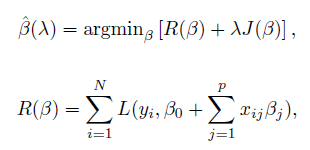 β̂(λ) = argmin_β [R(β) + λJ(β)] ,
R(β) = ∑_{i=1}^{N} L(y_i, β_0 + ∑_{j=1}^{p} x_{ij}β_j),